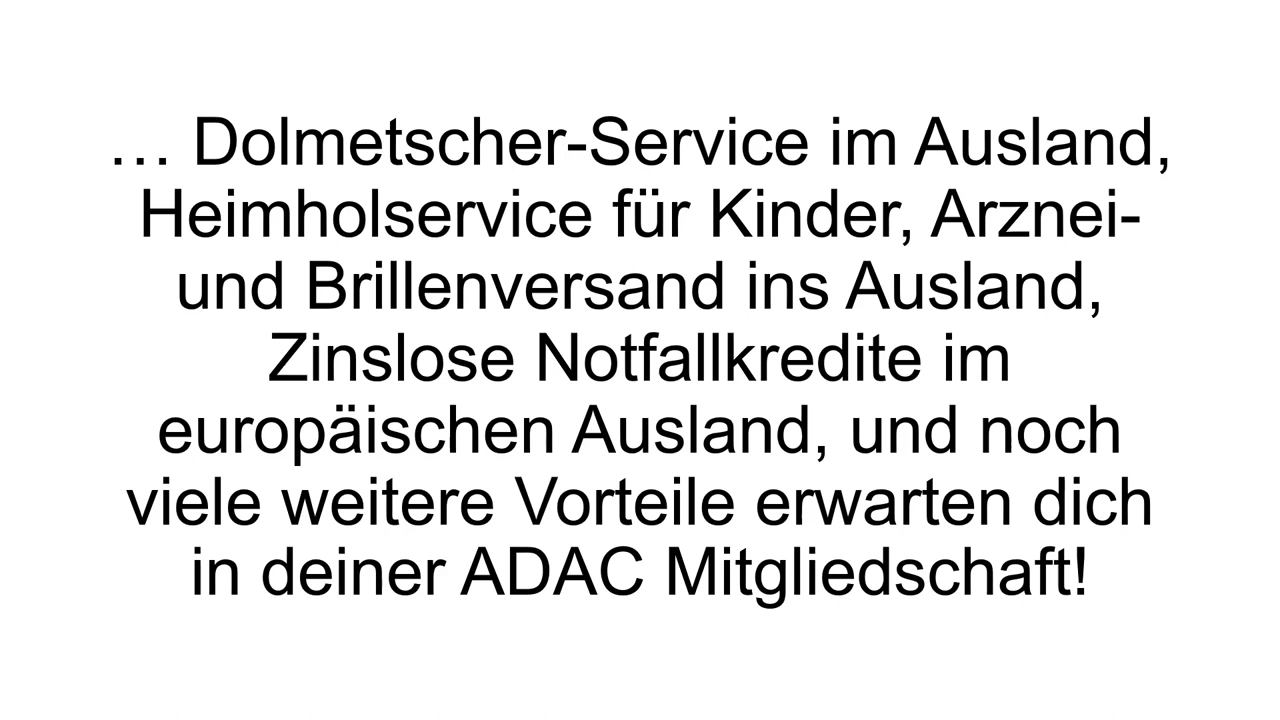 … Dolmetscher-Service im Ausland,
Heimholservice für Kinder, Arznei-
und Brillenversand ins Ausland,
Zinslose Notfallkredite im
europäischen Ausland, und noch
viele weitere Vorteile erwarten dich
in deiner ADAC Mitgliedschaft!